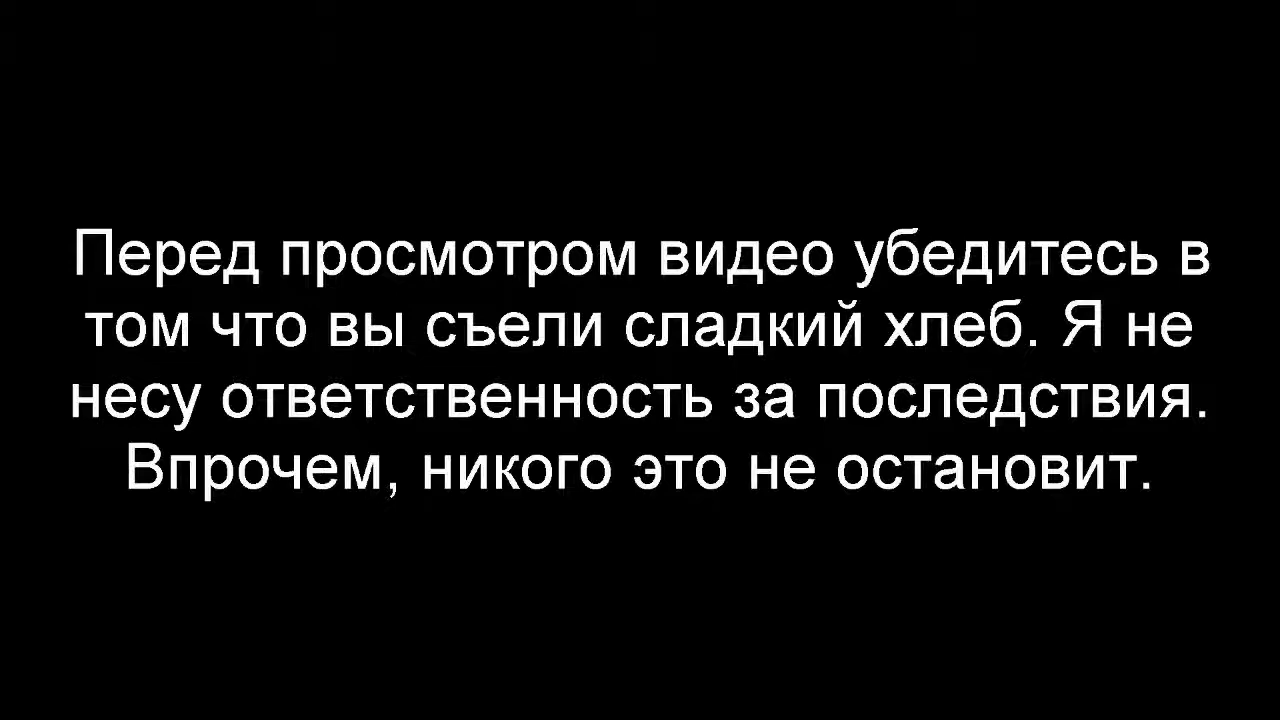 Перед просмотром видео убедитесь в
том что вы съели сладкий хлеб. Я не
несу ответственность за последствия.
Впрочем, никого это не остановит.